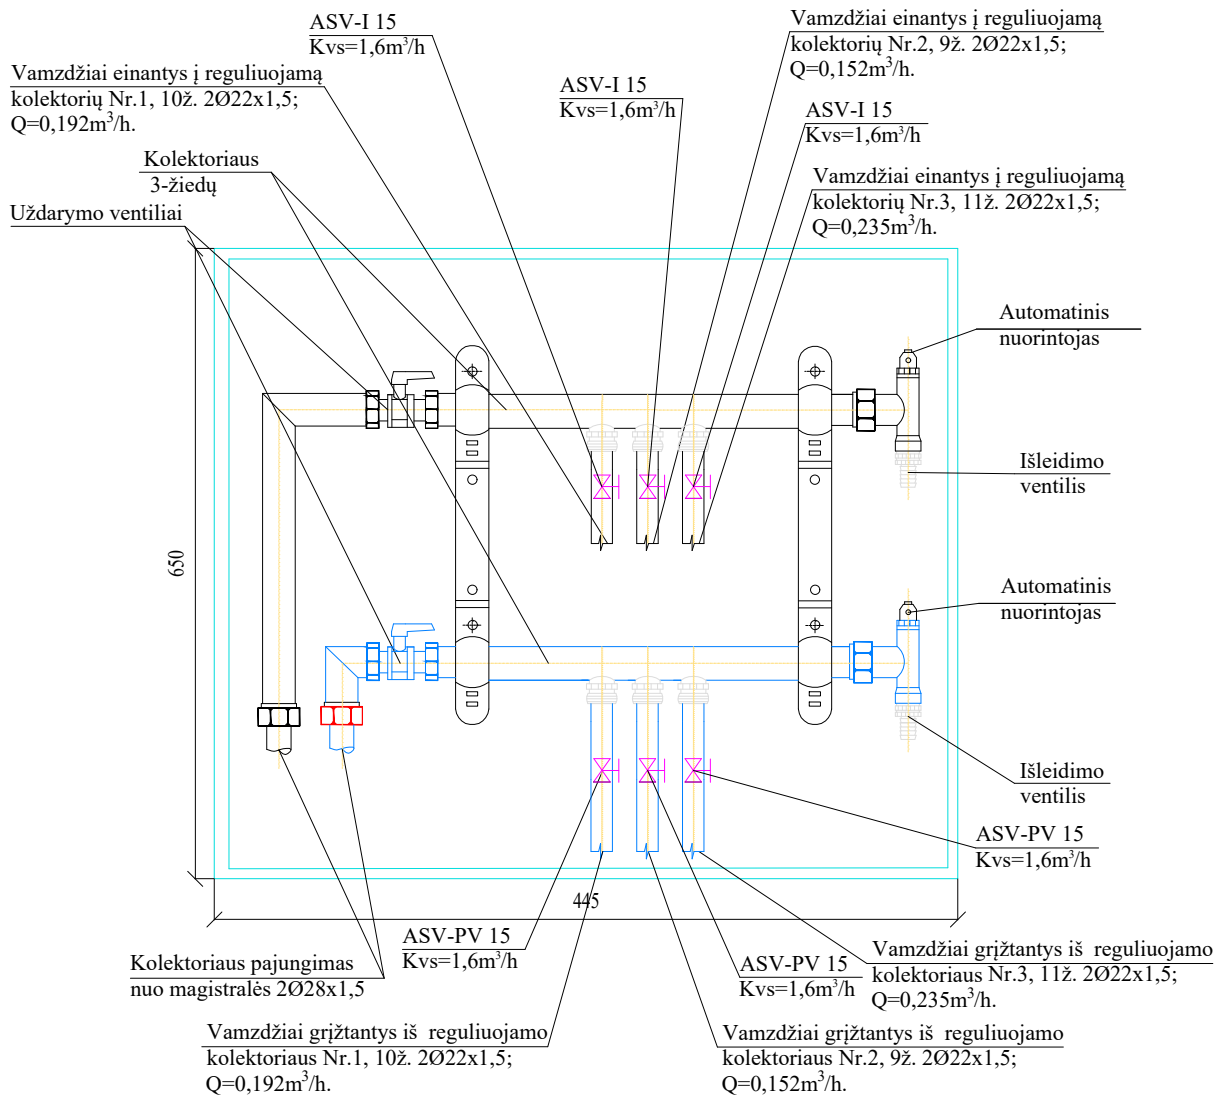 ASV-I 15
Kvs=1,6m³/h
Vamzdžiai einantys į reguliuojamą
kolektorių Nr.2, 9ž. 2Ø22x1,5;
Q=0,152m³/h.
Vamzdžiai einantys į reguliuojamą
kolektorių Nr.1, 10ž. 2Ø22x1,5;
Q=0,192m³/h.
ASV-I 15
Kvs=1,6m³/h
ASV-I 15
Kvs=1,6m³/h
Kolektoriaus
3-žiedų
Vamzdžiai einantys į reguliuojamą
kolektorių Nr.3, 11ž. 2Ø22x1,5;
Q=0,235m³/h.
Uždarymo ventiliai
Automatinis
nuorintojas
Išleidimo
ventilis
650
Automatinis
nuorintojas
Išleidimo
ventilis
ASV-PV 15
Kvs=1,6m³/h
445
ASV-PV 15
Kvs=1,6m³/h
Kolektoriaus pajungimas
nuo magistralės 2Ø28x1,5
ASV-PV 15
Kvs=1,6m³/h
Vamzdžiai grįžtantys iš reguliuojamo
kolektoriaus Nr.3, 11ž. 2Ø22x1,5;
Q=0,235m³/h.
Vamzdžiai grįžtantys iš reguliuojamo
kolektoriaus Nr.1, 10ž. 2Ø22x1,5;
Q=0,192m³/h.
Vamzdžiai grįžtantys iš reguliuojamo
kolektoriaus Nr.2, 9ž. 2Ø22x1,5;
Q=0,152m³/h.